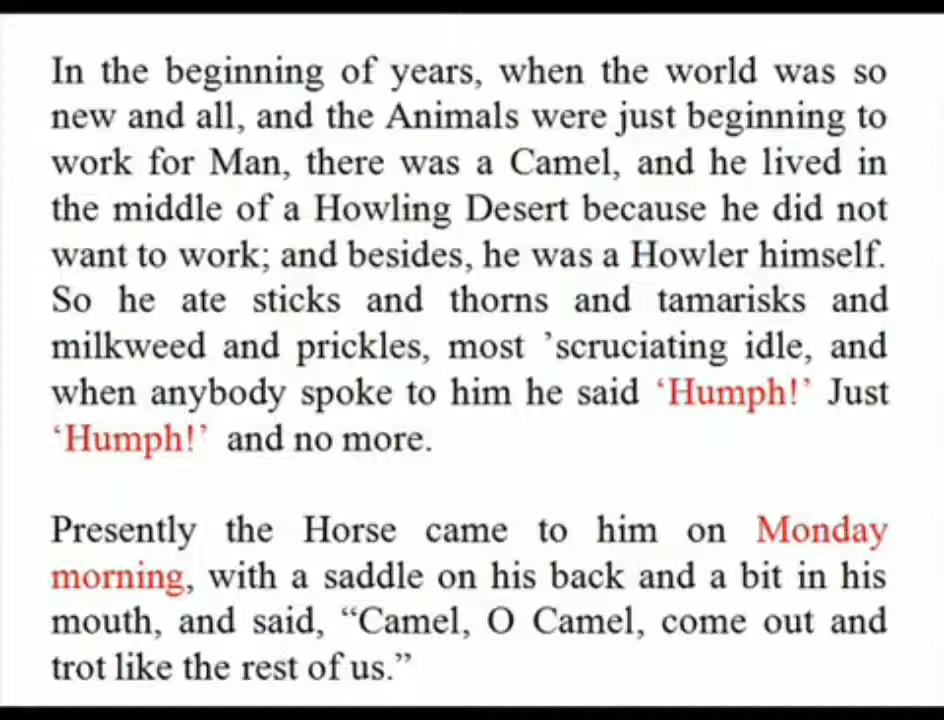 In the beginning of years, when the world was so
new and all, and the Animals were just beginning to
work for Man, there was a Camel, and he lived in
the middle of a Howling Desert because he did not
want to work; and besides, he was a Howler himself.
So he ate sticks and thorns and tamarisks and
milkweed and prickles, most ’scruciating idle, and
when anybody spoke to him he said ‘Humph!’ Just
‘Humph!’ and no more.
Presently the Horse came to him on Monday
morning, with a saddle on his back and a bit in his
mouth, and said, “Camel, O Camel, come out and
trot like the rest of us.”